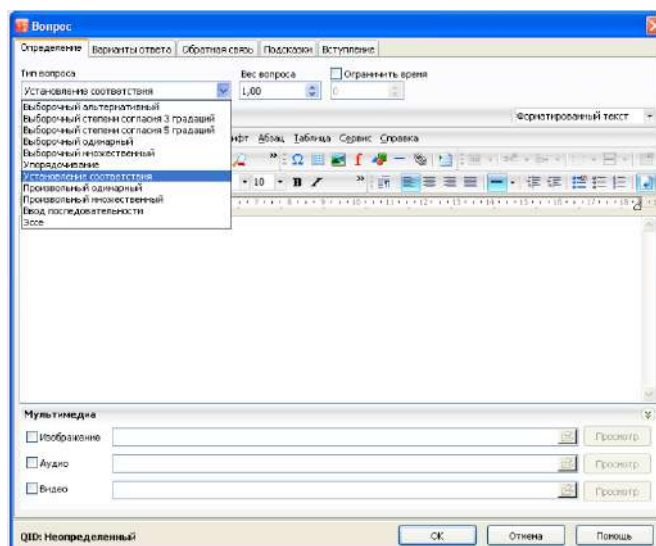 Вопрос
Определение Варианты ответа Обратная связь Подсказки Вступление
Тип вопроса Вес вопроса Ограничить время
Установление соответствия 1,00 0
Выборочный альтернативный
Выборочный степени согласия 3 градаций
Выборочный степени согласия 5 градаций
Выборочный одинарный
Выборочный множественный
Упорядочивание
Установление соответствия
Произвольный одинарный
Произвольный множественный
Ввод последовательности
Эссе
Форматированный текст
Абзац Таблица Сервис Справка
10
Мультимедиа
Изображение Просмотр
Аудио Просмотр
Видео Просмотр
QID: Неопределенный ОК Отмена Помощь